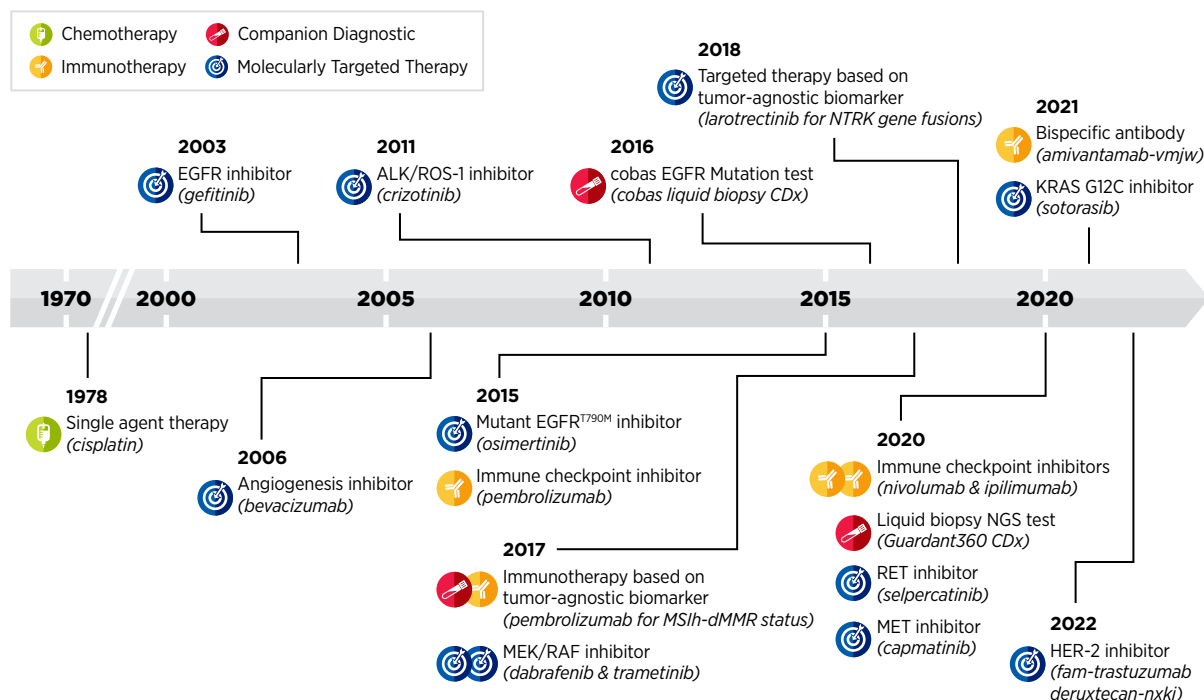 Chemotherapy
Companion Diagnostic
Immunotherapy
Molecularly Targeted Therapy
2003
EGFR inhibitor
(gefitinib)
2011
ALK/ROS-1 inhibitor
(crizotinib)
2016
cobas EGFR Mutation test
(cobas liquid biopsy CDx)
2018
Targeted therapy based on
tumor-agnostic biomarker
(larotrectinib for NTRK gene fusions)
2021
Bispecific antibody
(amivantamab-vmjw)
KRAS G12C inhibitor
(sotorasib)
1970
2000
2005
2010
2015
2020
1978
Single agent therapy
(cisplatin)
2006
Angiogenesis inhibitor
(bevacizumab)
2015
Mutant EGFRT790M inhibitor
(osimertinib)
Immune checkpoint inhibitor
(pembrolizumab)
2017
Immunotherapy based on
tumor-agnostic biomarker
(pembrolizumab for MSIh-dMMR status)
MEK/RAF inhibitor
(dabrafenib & trametinib)
2020
Immune checkpoint inhibitors
(nivolumab & ipilimumab)
Liquid biopsy NGS test
(Guardant360 CDx)
RET inhibitor
(selpercatinib)
MET inhibitor
(capmatinib)
2022
HER-2 inhibitor
(fam-trastuzumab
deruxtecan-nxki)